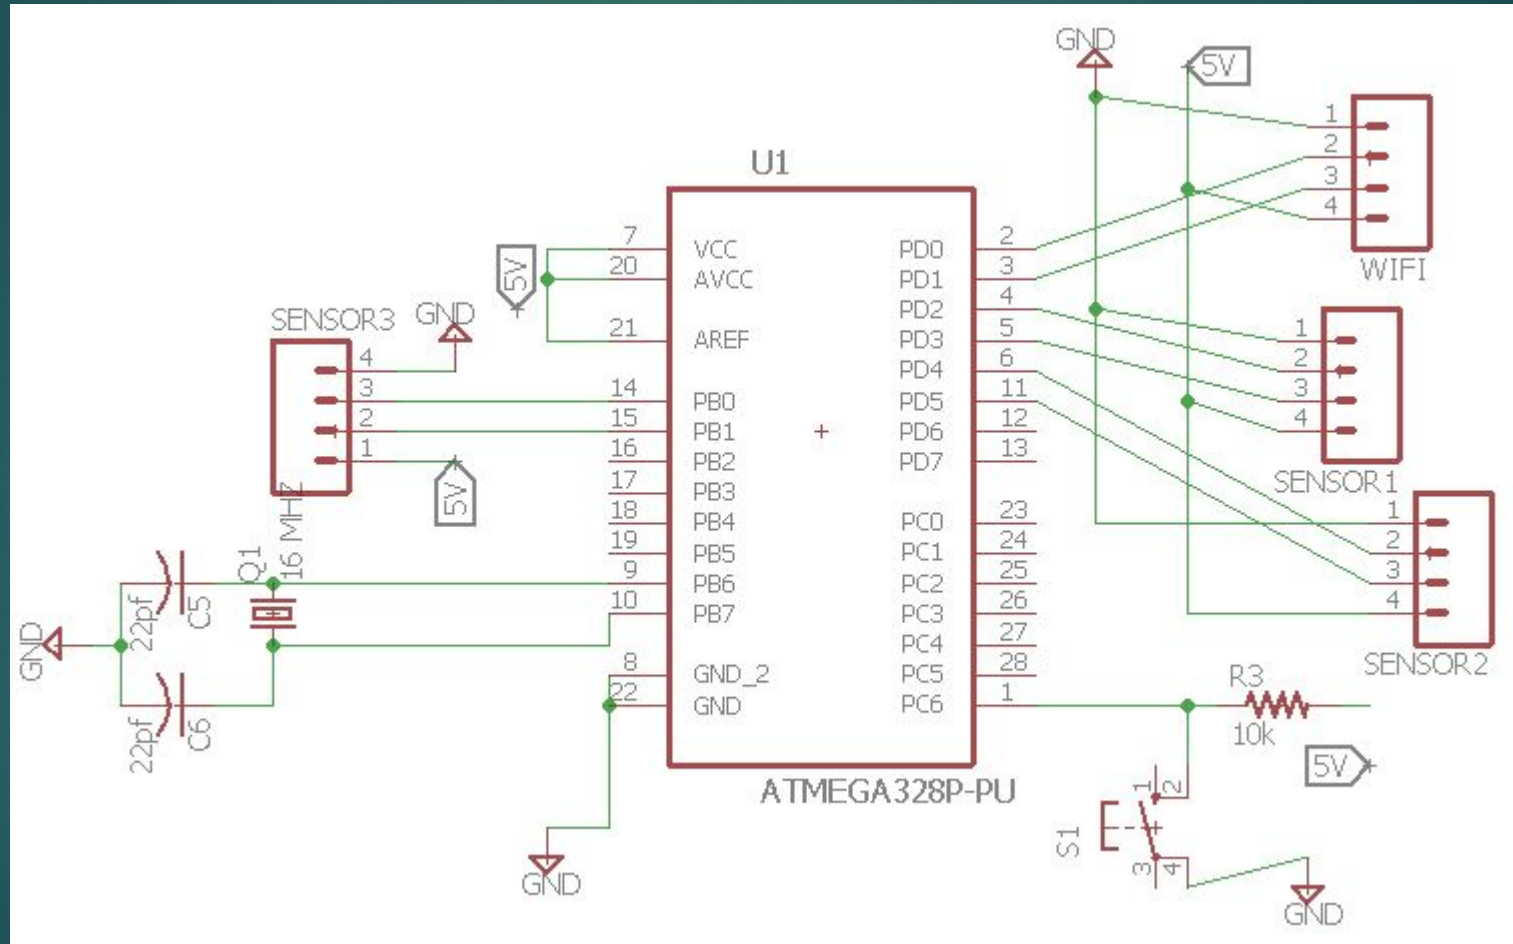 GND
5V
1
2
3
4
WIFI
U1
7 VCC
20 AVCC
21 AREF
14 PB0
15 PB1
16 PB2
17 PB3
18 PB4
19 PB5
9 PB6
10 PB7
8 GND_2
22 GND
PD0 2
PD1 3
PD2 4
PD3 5
PD4 6
PD5 11
PD6 12
PD7 13
PC0 23
PC1 24
PC2 25
PC3 26
PC4 27
PC5 28
PC6 1
ATMEGA328P-PU
5V
SENSOR3
GND
4
3
2
1
5V
1
2
3
4
SENSOR1
1
2
3
4
SENSOR2
Q1
16 MHZ
22pf
C5
GND
22pf
C6
GND
R3
10k
5V
S1
1
2
3
4
GND